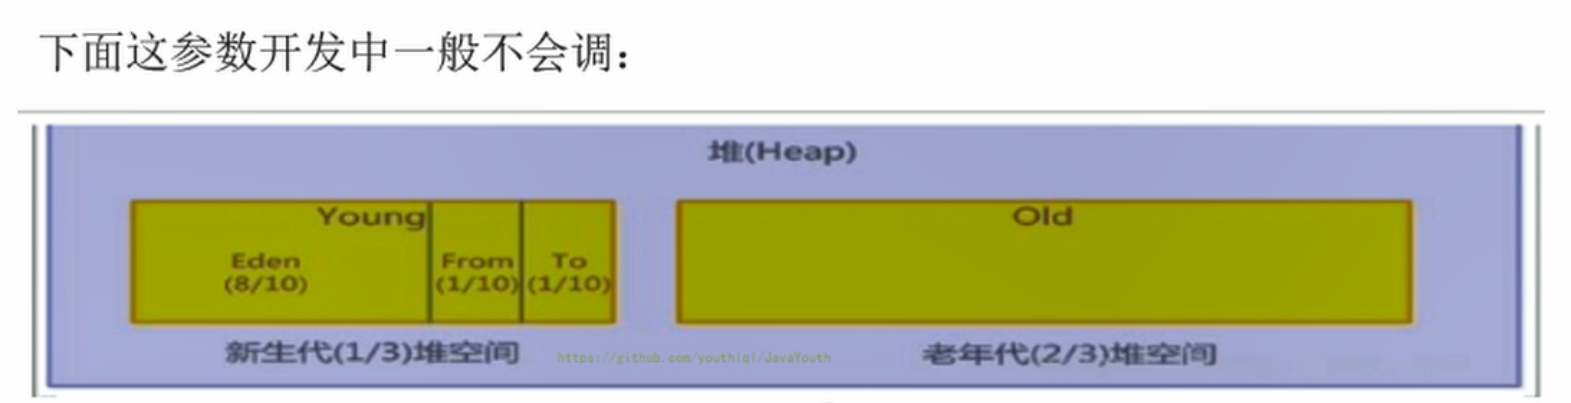 下面这参数开发中一般不会调：
堆(Heap)
Young
Old
Eden
(8/10)
From
(1/10)
To
(1/10)
新生代(1/3)堆空间
https://github.com/youthlql/JavaYouth
老年代(2/3)堆空间